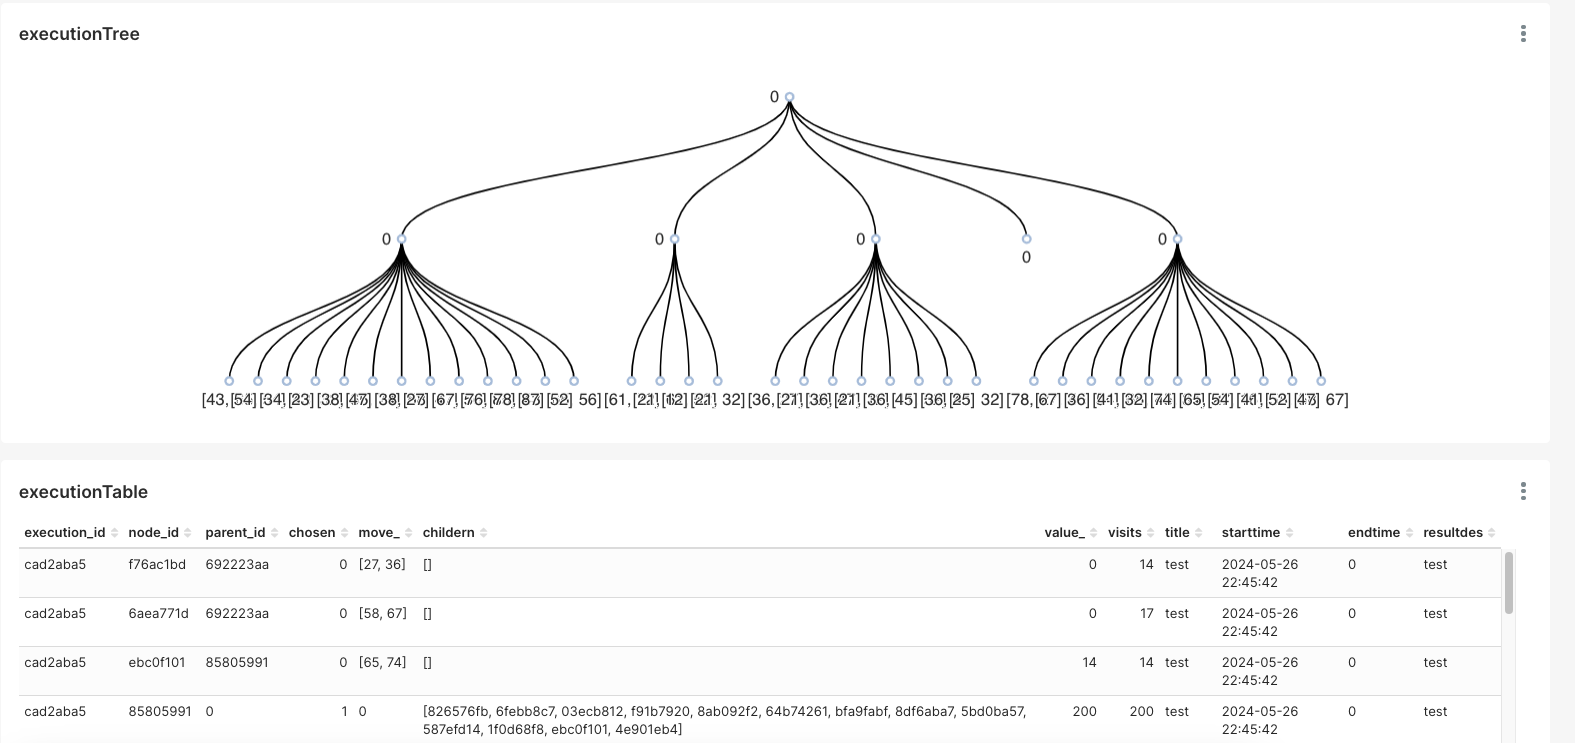 executionTree
0
0 0 0 0
0
[43, [54] [34] [23] [38] [47] [38] [27] [67] [76] [78] [87] [52] 56] [61, [21] [12] [21] 32] [36, [27] [36] [21] [36] [45] [36] [25] 32] [78, [67] [36] [41] [32] [74] [65] [54] [41] [52] [47] 67]
executionTable
execution_id node_id parent_id chosen move_ childern value_ visits title starttime endtime resultdes
cad2aba5 f76ac1bd 692223aa 0 [27, 36] [] 0 14 test 2024-05-26 0 test
22:45:42
cad2aba5 6aea771d 692223aa 0 [58, 67] [] 0 17 test 2024-05-26 0 test
22:45:42
cad2aba5 ebc0f101 85805991 0 [65, 74] [] 14 14 test 2024-05-26 0 test
22:45:42
cad2aba5 85805991 0 1 0 [826576fb, 6febb8c7, 03ecb812, f91b7920, 8ab092f2, 64b74261, bfa9fabf, 8df6aba7, 5bd0ba57, 200 200 test 2024-05-26 0 test
587efd14, 1f0d68f8, ebc0f101, 4e901eb4] 22:45:42